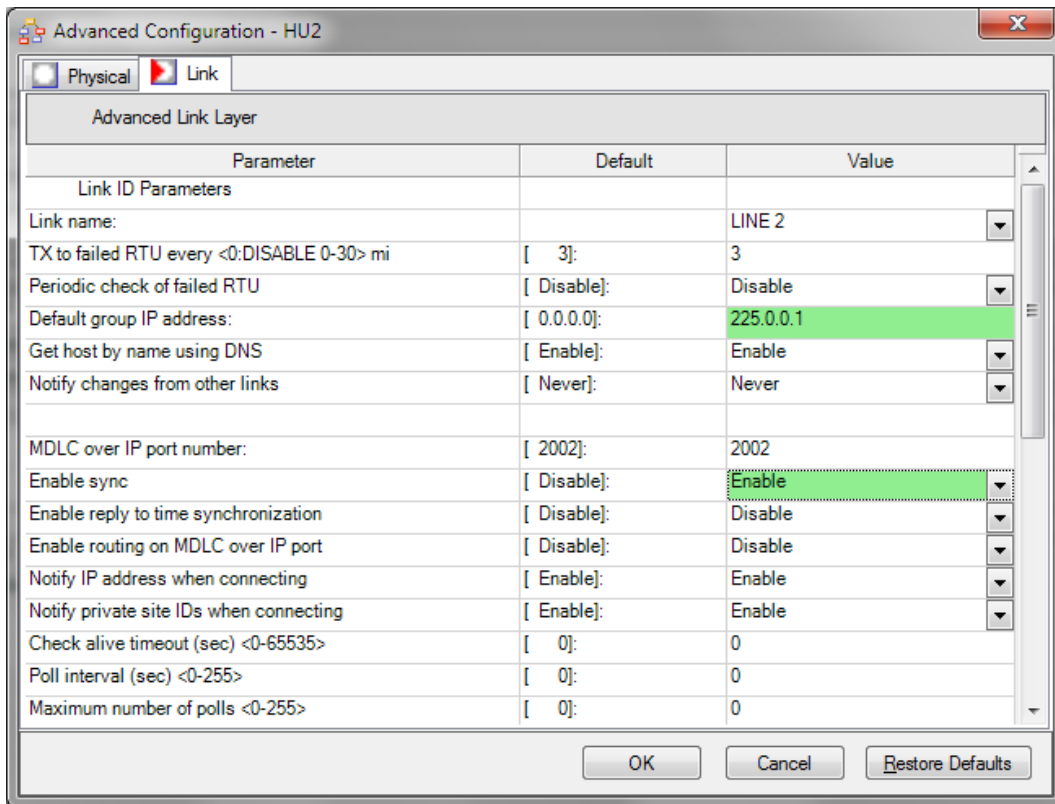 Advanced Configuration - HU2
Physical Link
Advanced Link Layer
Parameter Default Value
Link ID Parameters
Link name: LINE 2
TX to failed RTU every <0:DISABLE 0-30> mi [ 3]: 3
Periodic check of failed RTU [ Disable]: Disable
Default group IP address: [ 0.0.0.0]: 225.0.0.1
Get host by name using DNS [ Enable]: Enable
Notify changes from other links [ Never]: Never
MDLC over IP port number: [ 2002]: 2002
Enable sync [ Disable]: Enable
Enable reply to time synchronization [ Disable]: Disable
Enable routing on MDLC over IP port [ Disable]: Disable
Notify IP address when connecting [ Enable]: Enable
Notify private site IDs when connecting [ Enable]: Enable
Check alive timeout (sec) <0-65535> [ 0]: 0
Poll interval (sec) <0-255> [ 0]: 0
Maximum number of polls <0-255> [ 0]: 0
OK Cancel Restore Defaults